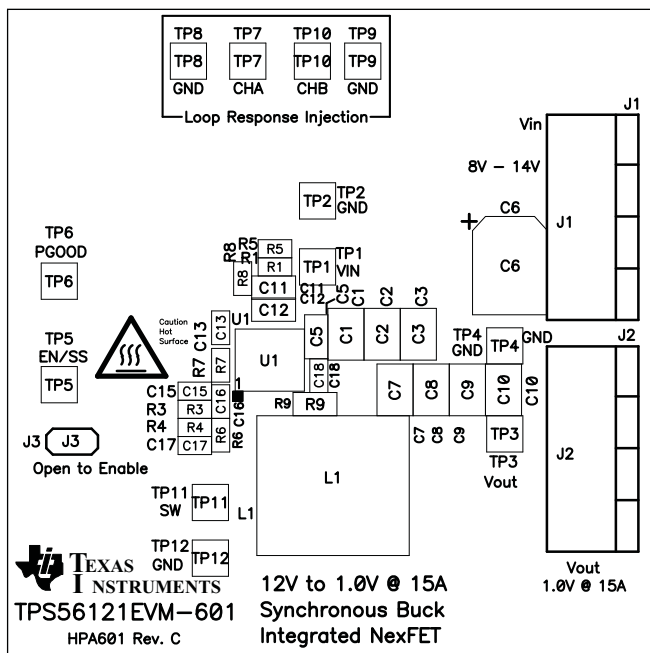 TP8 TP7 TP10 TP9
TP8 TP7 TP10 TP9
GND CHA CHB GND
Loop Response Injection
J1
Vin
8V - 14V
C6
+
C6
J1
TP2
TP2
GND
TP6
PGOOD
TP6
TP1
TP1
VIN
R8
R5
R5
R1
R1
R8
C11
C11
C12
C12
C5
C1
C2
C3
C5
C1
C2
C3
U1
U1
C13
C13
Caution
Hot
Surface
TP5
EN/SS
TP5
R7
R7
TP4
GND
TP4
GND
J2
C18
C18
C15
C15
R3
R3
R4
R4
C17
C17
C16
R6
1
C16
R6
R9
R9
C7
C8
C9
C10
C10
C7
C8
C9
TP3
TP3
Vout
J2
J3
J3
Open to Enable
L1
L1
TP11
SW
TP11
TP12
GND
TP12
TEXAS
INSTRUMENTS
TPS56121EVM-601
HPA601 Rev. C
12V to 1.0V @ 15A
Synchronous Buck
Integrated NexFET
Vout
1.0V @ 15A